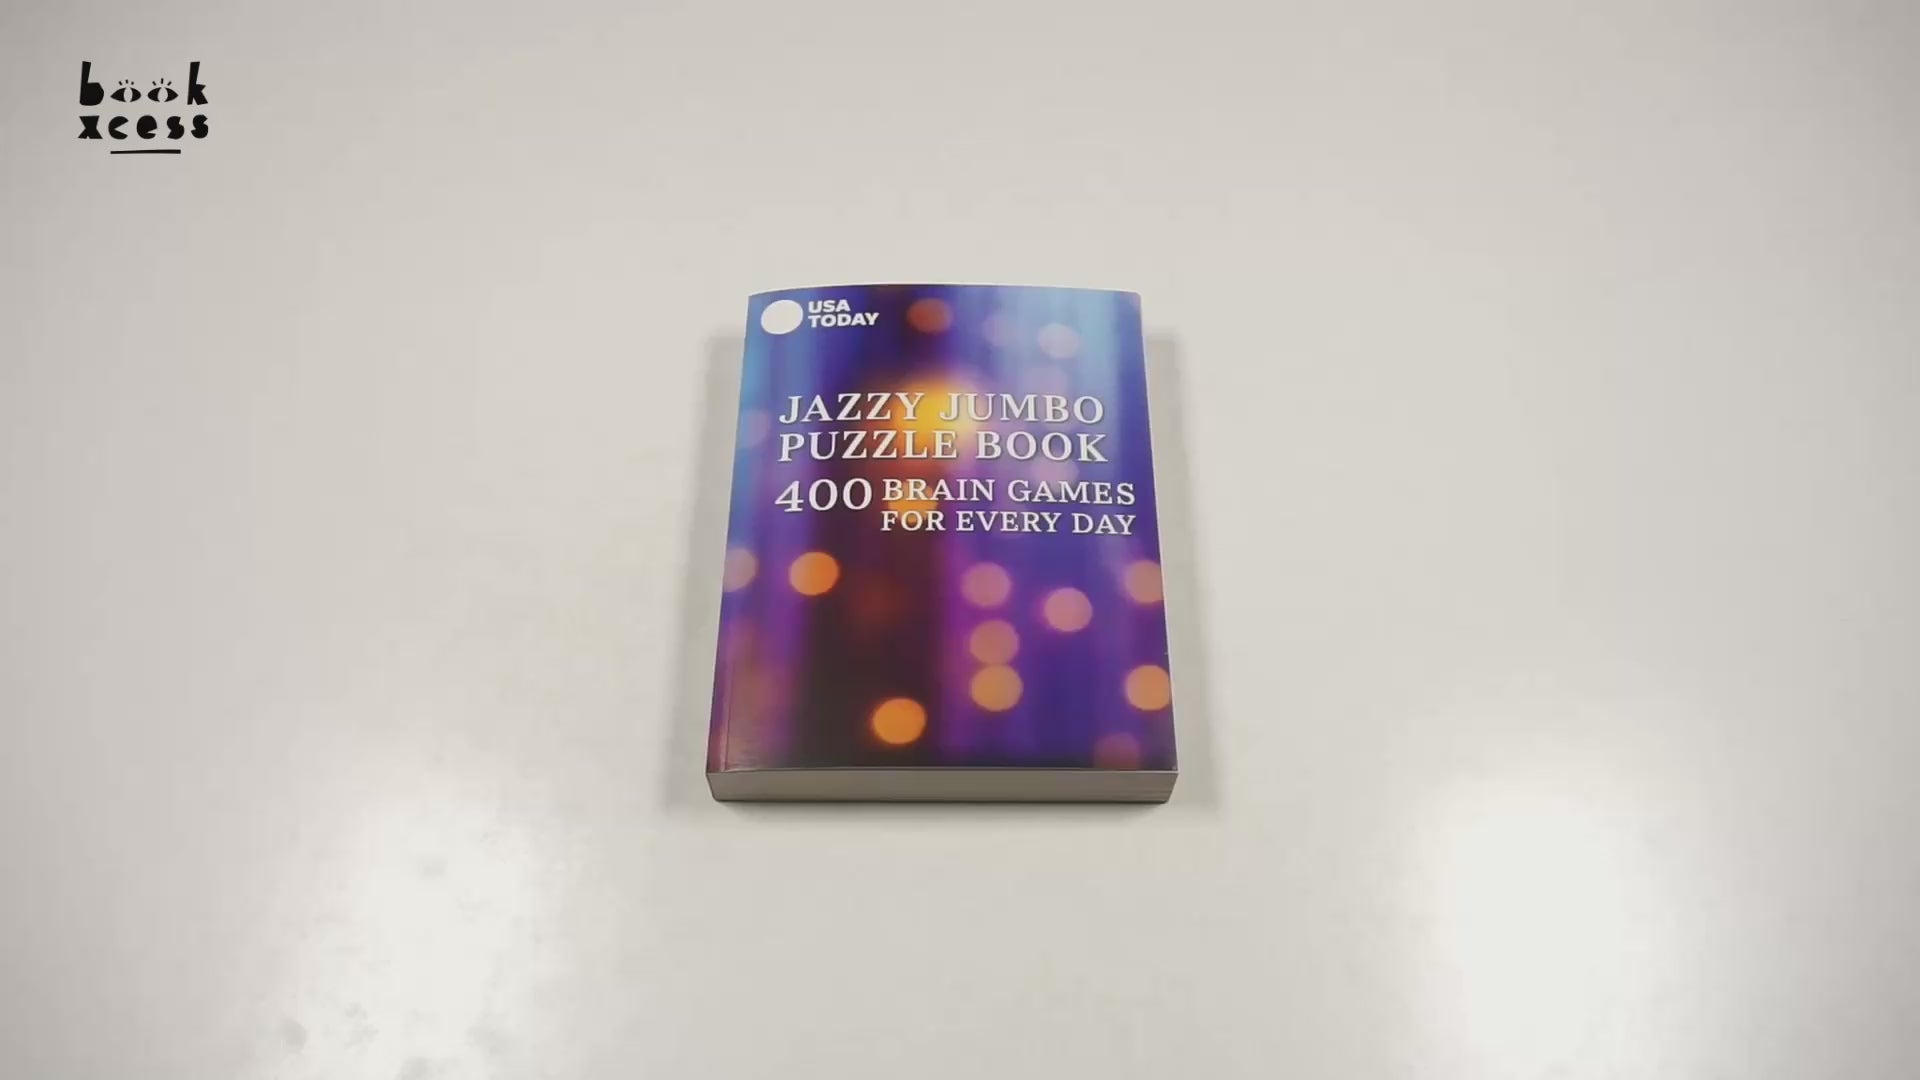 book
xcess
USA
TODAY
JAZZY JUMBO
PUZZLE BOOK
400 BRAIN GAMES
FOR EVERY DAY